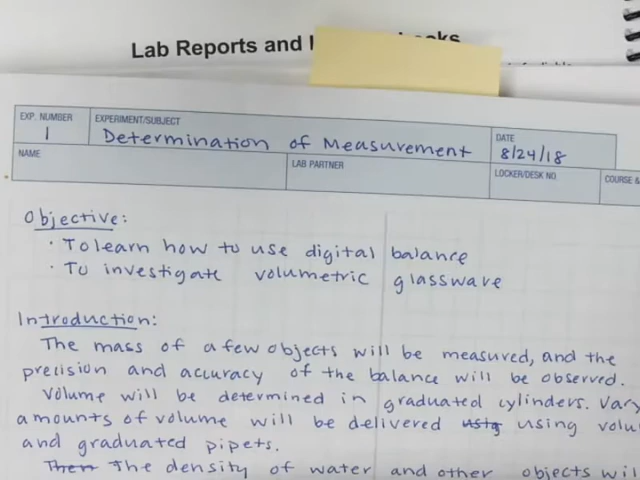 Lab Reports and
EXP. NUMBER
1
EXPERIMENT/SUBJECT
Determination of Measurement
DATE
8/24/18
NAME
LAB PARTNER
LOCKER/DESK NO.
COURSE &
Objective:
· To learn how to use digital balance
· To investigate volumetric glassware
Introduction:
The mass of a few objects will be measured, and the
precision and accuracy of the balance will be observed.
Volume will be determined in graduated cylinders. Vary
amounts of volume will be delivered using volu
and graduated pipets.
Then The density of water and other objects will